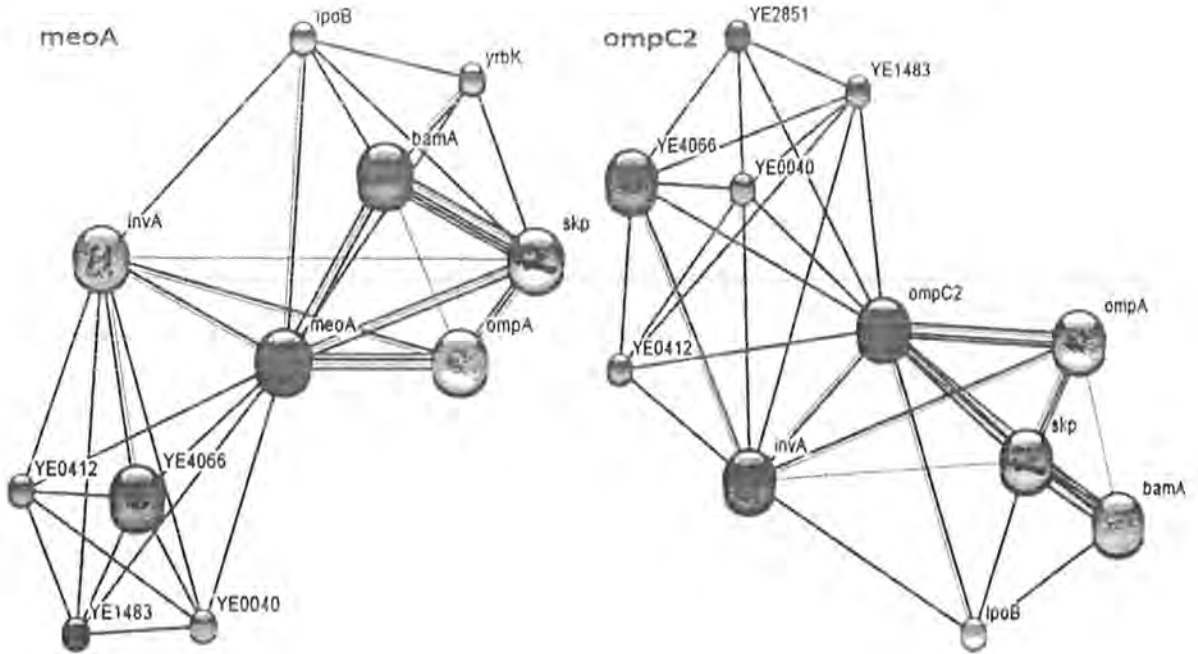 meoA
lpoB
yrbK
bamA
invA
skp
meoA
ompA
YE0412
YE4066
YE1483
YE0040
ompC2
YE2851
YE1483
YE4066
YE0040
ompC2
ompA
YE0412
skp
invA
bamA
lpoB